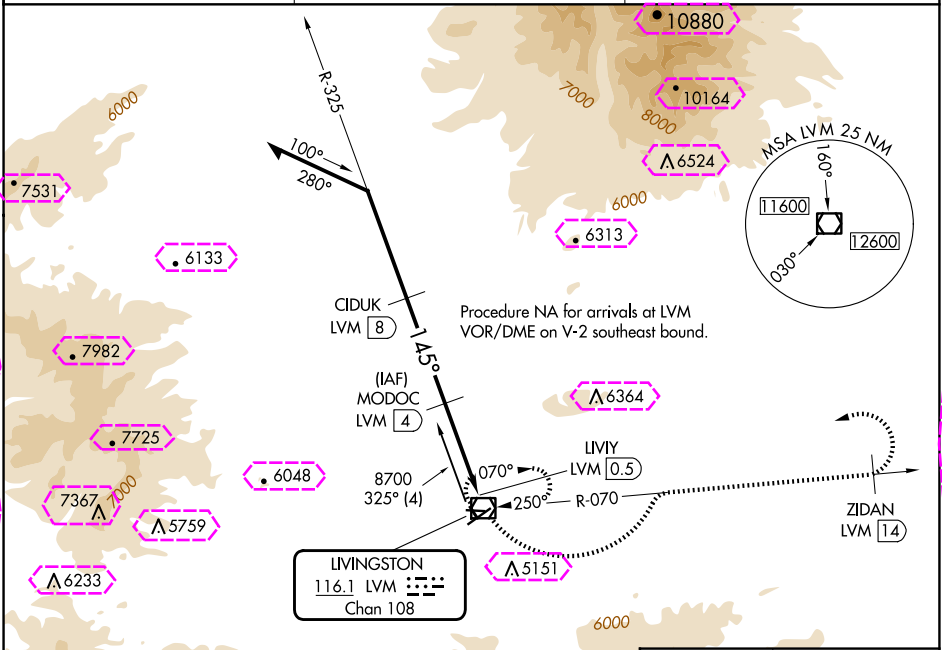 10880
R-325
6000
7000
10164
8000
MSA LVM 25 NM
100°
280°
6524
160°
7531
6000
11600
6313
12600
6133
030°
CIDUK
LVM 8
Procedure NA for arrivals at LVM
VOR/DME on V-2 southeast bound.
145°
7982
(IAF)
MODOC
LVM 4
6364
7725
LIVIY
LVM 0.5
6048
8700
325° (4)
070°
250°
R-070
7367
7000
ZIDAN
LVM 14
5759
LIVINGSTON
116.1 LVM
Chan 108
5151
6233
6000